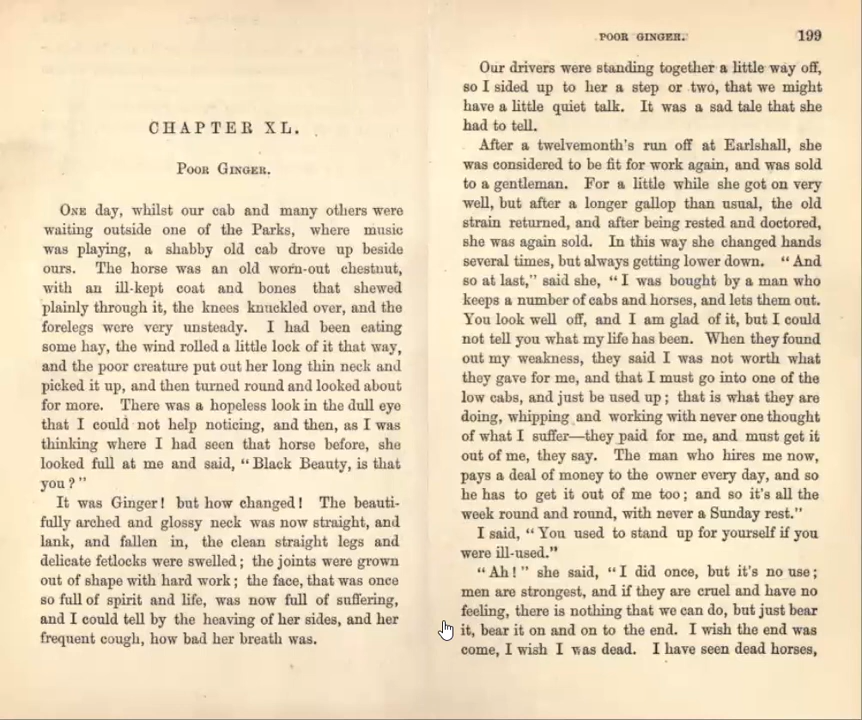 CHAPTER XL.
POOR GINGER.
ONE day, whilst our cab and many others were
waiting outside one of the Parks, where music
was playing, a shabby old cab drove up beside
ours. The horse was an old worn-out chestnut,
with an ill-kept coat and bones that shewed
plainly through it, the knees knuckled over, and the
forelegs were very unsteady. I had been eating
some hay, the wind rolled a little lock of it that way,
and the poor creature put out her long thin neck and
picked it up, and then turned round and looked about
for more. There was a hopeless look in the dull eye
that I could not help noticing, and then, as I was
thinking where I had seen that horse before, she
looked full at me and said, "Black Beauty, is that
you?"
It was Ginger! but how changed! The beauti-
fully arched and glossy neck was now straight, and
lank, and fallen in, the clean straight legs and
delicate fetlocks were swelled; the joints were grown
out of shape with hard work; the face, that was once
so full of spirit and life, was now full of suffering,
and I could tell by the heaving of her sides, and her
frequent cough, how bad her breath was.
POOR GINGER. 199
Our drivers were standing together a little way off,
so I sided up to her a step or two, that we might
have a little quiet talk. It was a sad tale that she
had to tell.
After a twelvemonth's run off at Earlshall, she
was considered to be fit for work again, and was sold
to a gentleman. For a little while she got on very
well, but after a longer gallop than usual, the old
strain returned, and after being rested and doctored,
she was again sold. In this way she changed hands
several times, but always getting lower down. "And
so at last," said she, "I was bought by a man who
keeps a number of cabs and horses, and lets them out.
You look well off, and I am glad of it, but I could
not tell you what my life has been. When they found
out my weakness, they said I was not worth what
they gave for me, and that I must go into one of the
low cabs, and just be used up; that is what they are
doing, whipping and working with never one thought
of what I suffer—they paid for me, and must get it
out of me, they say. The man who hires me now,
pays a deal of money to the owner every day, and so
he has to get it out of me too; and so it's all the
week round and round, with never a Sunday rest."
I said, "You used to stand up for yourself if you
were ill-used."
"Ah!" she said, "I did once, but it's no use;
men are strongest, and if they are cruel and have no
feeling, there is nothing that we can do, but just bear
it, bear it on and on to the end. I wish the end was
come, I wish I was dead. I have seen dead horses,